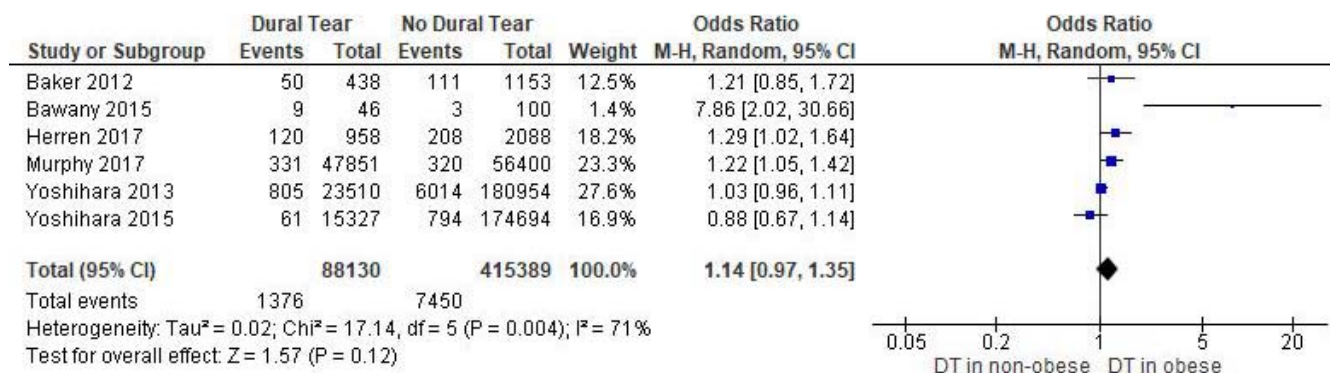 Dural Tear No Dural Tear Odds Ratio Odds Ratio
Study or Subgroup Events Total Events Total Weight M-H, Random, 95% CI M-H, Random, 95% CI
Baker 2012 50 438 111 1153 12.5% 1.21 [0.85, 1.72]
Bawany 2015 9 46 3 100 1.4% 7.86 [2.02, 30.66]
Herren 2017 120 958 208 2088 18.2% 1.29 [1.02, 1.64]
Murphy 2017 331 47851 320 56400 23.3% 1.22 [1.05, 1.42]
Yoshihara 2013 805 23510 6014 180954 27.6% 1.03 [0.96, 1.11]
Yoshihara 2015 61 15327 794 174694 16.9% 0.88 [0.67, 1.14]
Total (95% CI) 88130 415389 100.0% 1.14 [0.97, 1.35]
Total events 1376 7450
Heterogeneity: Tau² = 0.02; Chi² = 17.14, df = 5 (P = 0.004); I² = 71%
Test for overall effect: Z = 1.57 (P = 0.12)
0.05 0.2 1 5 20
DT in non-obese DT in obese